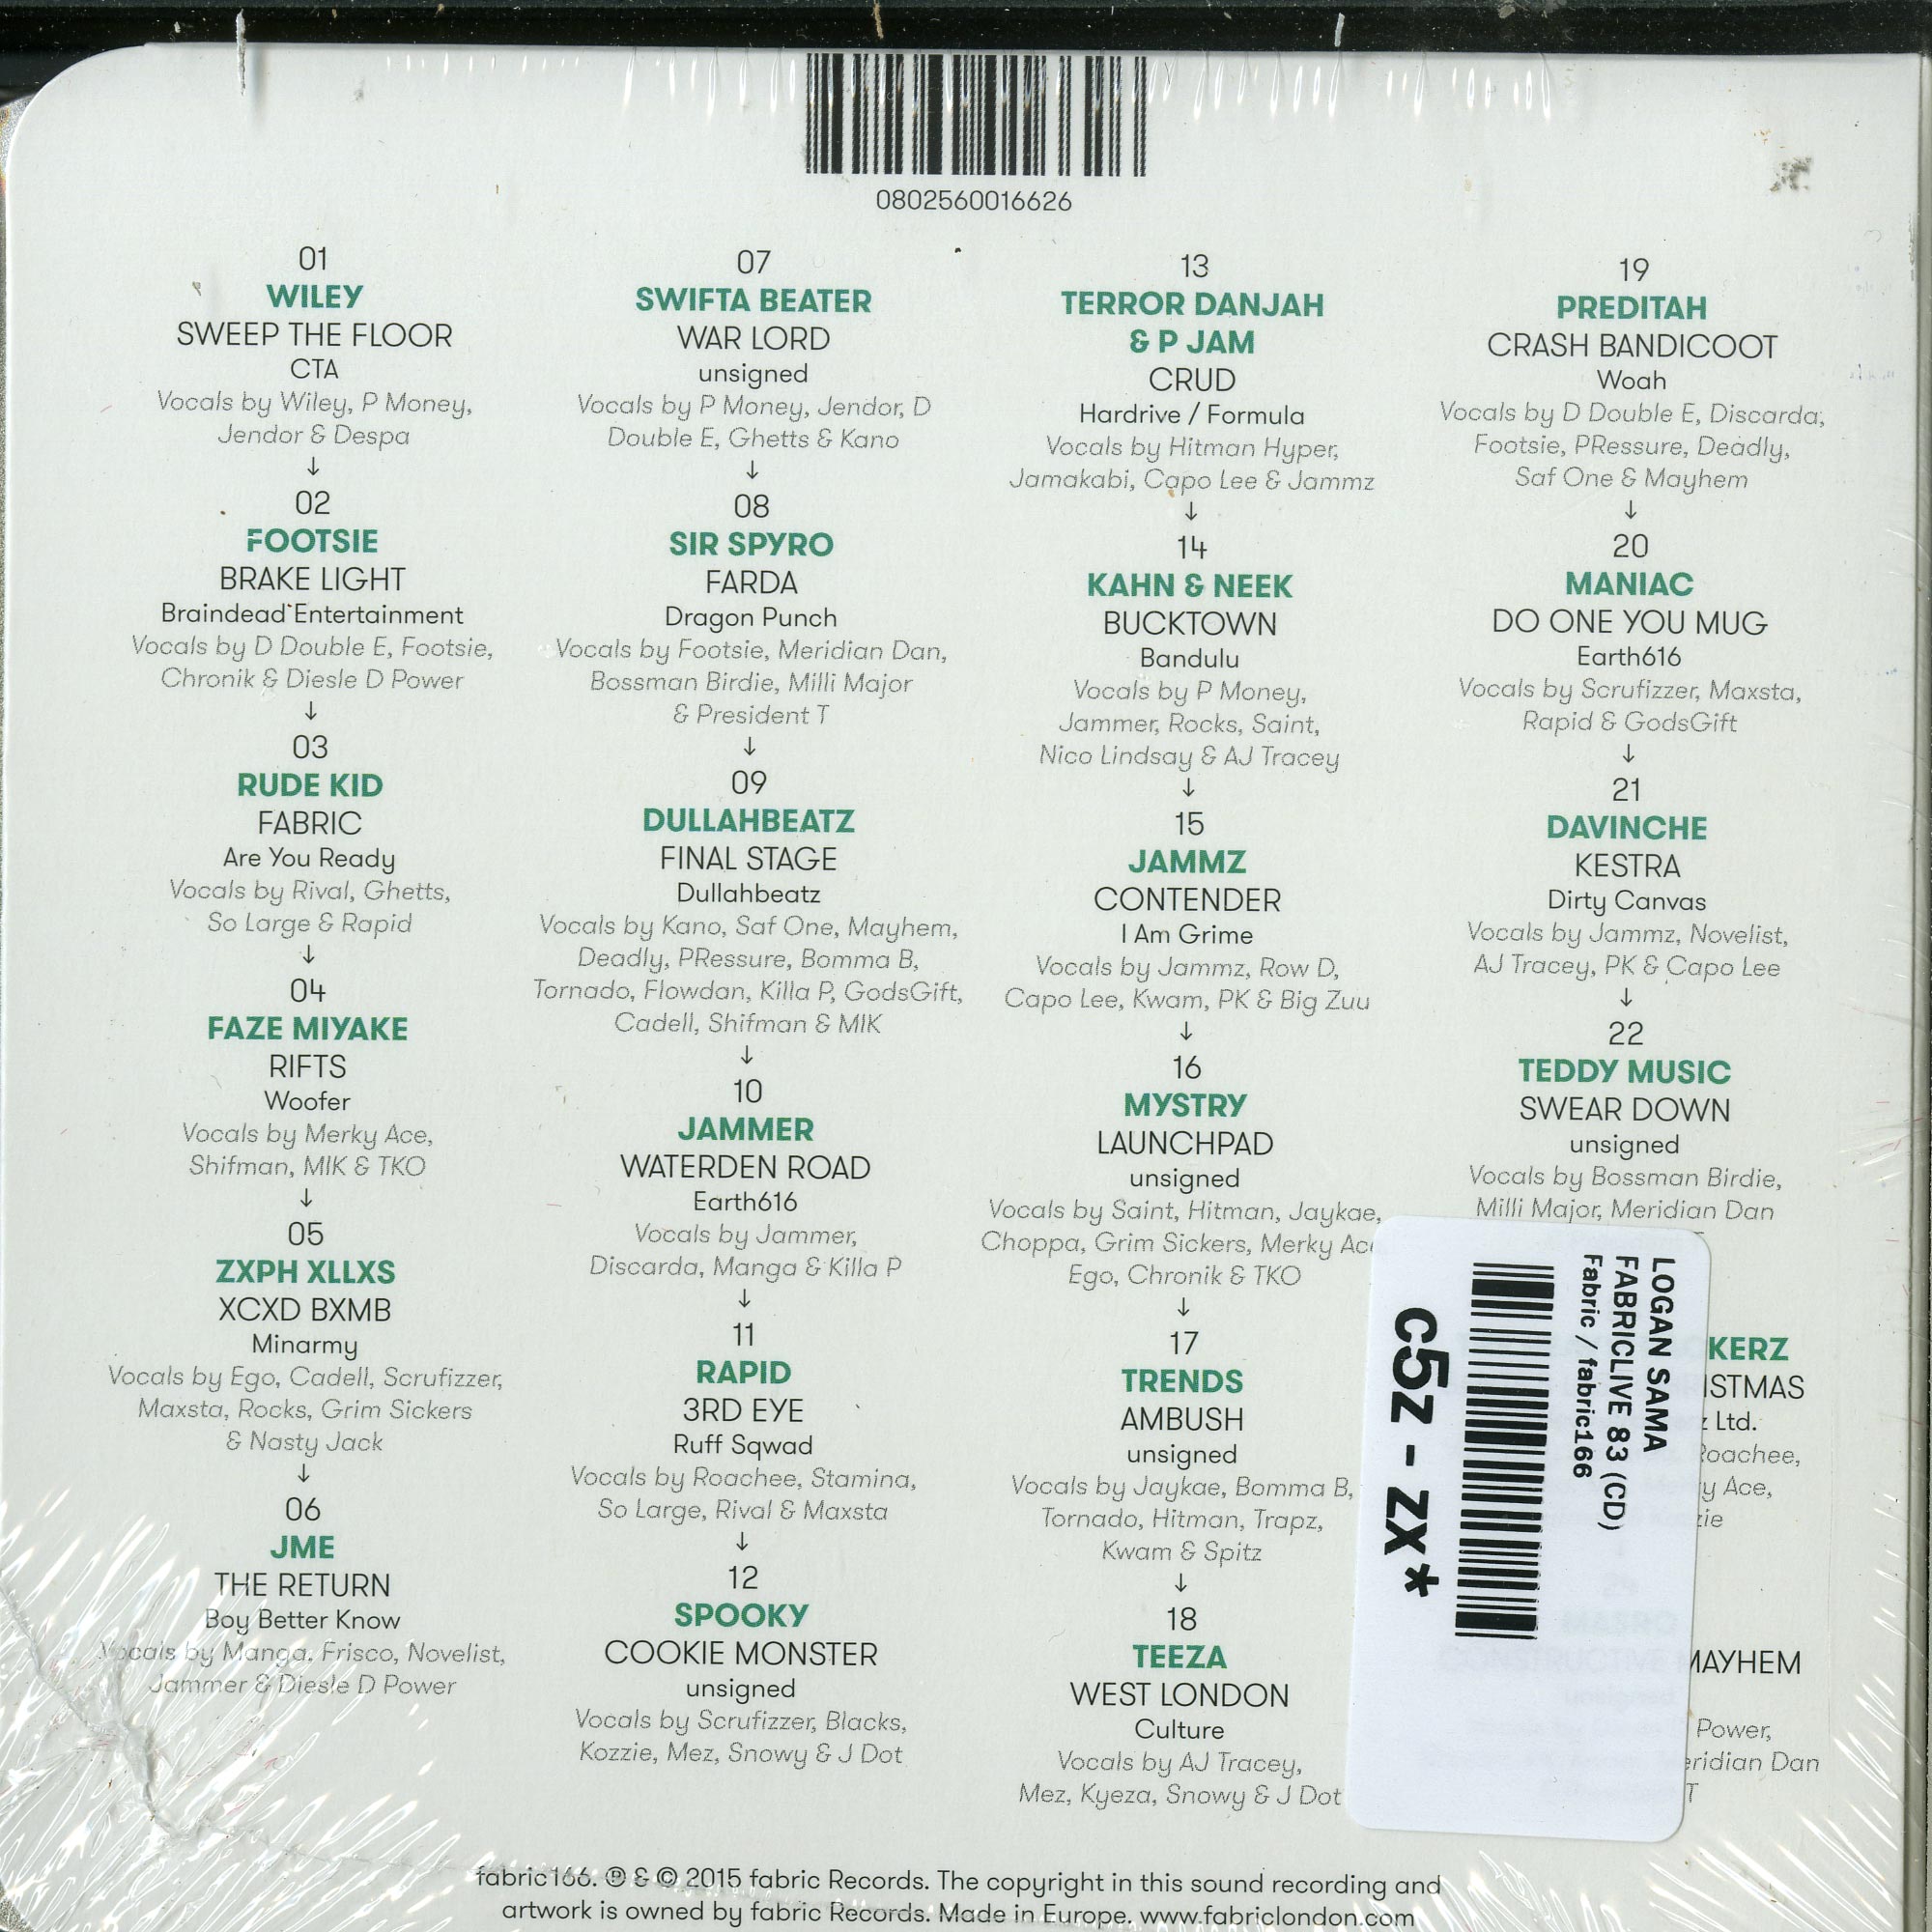 0802560016626
01
WILEY
SWEEP THE FLOOR
CTA
Vocals by Wiley, P Money,
Jendor & Despa
↓
02
FOOTSIE
BRAKE LIGHT
Braindead Entertainment
Vocals by D Double E, Footsie,
Chronik & Diesle D Power
↓
03
RUDE KID
FABRIC
Are You Ready
Vocals by Rival, Ghetts,
So Large & Rapid
↓
04
FAZE MIYAKE
RIFTS
Woofer
Vocals by Merky Ace,
Shifman, MIK & TKO
↓
05
ZXPH XLLXS
XCXD BXMB
Minarmy
Vocals by Ego, Cadell, Scrufizzer,
Maxsta, Rocks, Grim Sickers
& Nasty Jack
↓
06
JME
THE RETURN
Boy Better Know
Vocals by Manga, Frisco, Novelist,
Jammer & Diesle D Power
07
SWIFTA BEATER
WAR LORD
unsigned
Vocals by P Money, Jendor, D
Double E, Ghetts & Kano
↓
08
SIR SPYRO
FARDA
Dragon Punch
Vocals by Footsie, Meridian Dan,
Bossman Birdie, Milli Major
& President T
↓
09
DULLAHBEATZ
FINAL STAGE
Dullahbeatz
Vocals by Kano, Saf One, Mayhem,
Deadly, PRessure, Bomma B,
Tornado, Flowdan, Killa P, GodsGift,
Cadell, Shifman & MIK
↓
10
JAMMER
WATERDEN ROAD
Earth616
Vocals by Jammer,
Discarda, Manga & Killa P
↓
11
RAPID
3RD EYE
Ruff Sqwad
Vocals by Roachee, Stamina,
So Large, Rival & Maxsta
↓
12
SPOOKY
COOKIE MONSTER
unsigned
Vocals by Scrufizzer, Blacks,
Kozzie, Mez, Snowy & J Dot
13
TERROR DANJAH
& P JAM
CRUD
Hardrive / Formula
Vocals by Hitman Hyper,
Jamakabi, Capo Lee & Jammz
↓
14
KAHN & NEEK
BUCKTOWN
Bandulu
Vocals by P Money,
Jammer, Rocks, Saint,
Nico Lindsay & AJ Tracey
↓
15
JAMMZ
CONTENDER
I Am Grime
Vocals by Jammz, Row D,
Capo Lee, Kwam, PK & Big Zuu
↓
16
MYSTRY
LAUNCHPAD
unsigned
Vocals by Saint, Hitman, Jaykae,
Choppa, Grim Sickers, Merky Ace
Ego, Chronik & TKO
↓
17
TRENDS
AMBUSH
unsigned
Vocals by Jaykae, Bomma B,
Tornado, Hitman, Trapz,
Kwam & Spitz
↓
18
TEEZA
WEST LONDON
Culture
Vocals by AJ Tracey,
Mez, Kyeza, Snowy & J Dot
19
PREDITAH
CRASH BANDICOOT
Woah
Vocals by D Double E, Discarda,
Footsie, PRessure, Deadly,
Saf One & Mayhem
↓
20
MANIAC
DO ONE YOU MUG
Earth616
Vocals by Scrufizzer, Maxsta,
Rapid & GodsGift
↓
21
DAVINCHE
KESTRA
Dirty Canvas
Vocals by Jammz, Novelist,
AJ Tracey, PK & Capo Lee
↓
22
TEDDY MUSIC
SWEAR DOWN
unsigned
Vocals by Bossman Birdie,
Milli Major, Meridian Dan
KERZ
ISTMAS
Ltd.
Roachee,
Ace,
MAYHEM
Power,
Dan
T
LOGAN SAMA
FABRICLIVE 83 (CD)
Fabric / fabric166
c5z - zx*
fabric166. ℗ & © 2015 fabric Records. The copyright in this sound recording and
artwork is owned by fabric Records. Made in Europe. www.fabriclondon.com